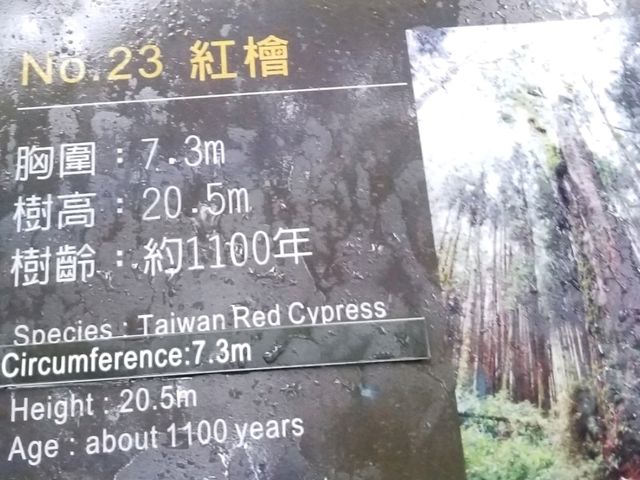 No.23 紅檜
胸圍：7.3m
樹高：20.5m
樹齡：約1100年
Species : Taiwan Red Cypress
Circumference:7.3m
Height : 20.5m
Age : about 1100 years